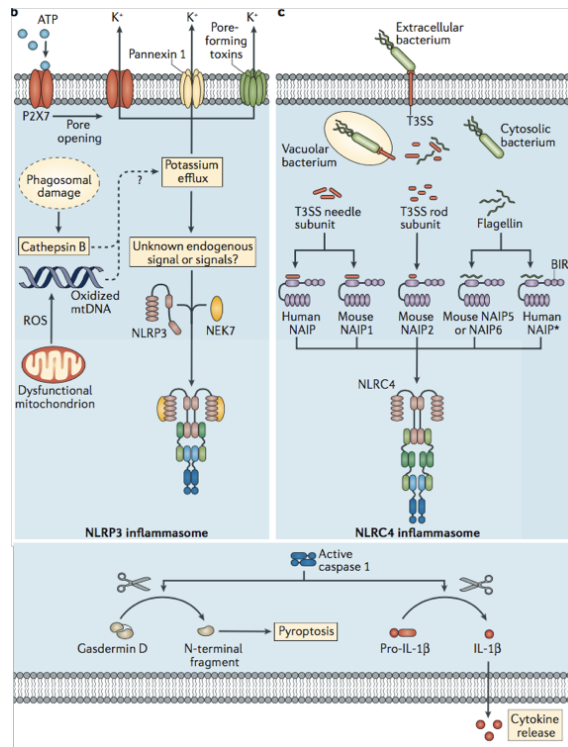 b
ATP
K⁺
K⁺
Pore-
forming
toxins
K⁺
Pannexin 1
P2X7
Pore
opening
Phagosomal
damage
?
Potassium
efflux
Cathepsin B
Unknown endogenous
signal or signals?
Oxidized
mtDNA
ROS
NLRP3
NEK7
Dysfunctional
mitochondrion
NLRP3 inflammasome
c
Extracellular
bacterium
T3SS
Vacuolar
bacterium
Cytosolic
bacterium
T3SS needle
subunit
T3SS rod
subunit
Flagellin
BIR
Human
NAIP
Mouse
NAIP1
Mouse
NAIP2
Mouse NAIP5
or NAIP6
Human
NAIP*
NLRC4
NLRC4 inflammasome
Active
caspase 1
Gasdermin D
N-terminal
fragment
Pyroptosis
Pro-IL-1β
IL-1β
Cytokine
release